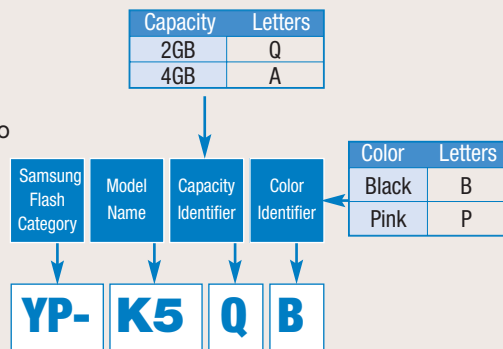 Capacity Letters
2GB Q
4GB A
o
Color Letters
Black B
Pink P
Samsung Flash Category
Model Name
Capacity Identifier
Color Identifier
YP- K5 Q B